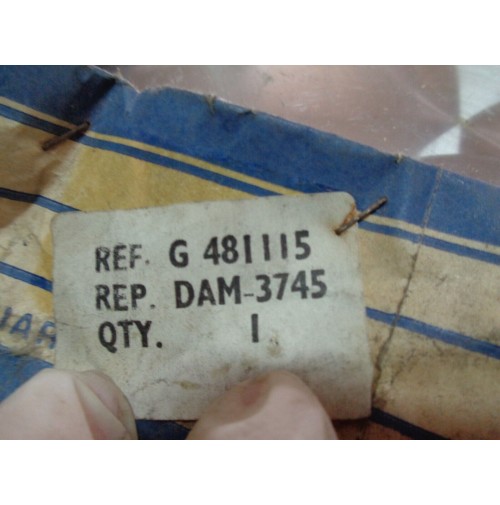 REF. G 481115
REP. DAM-3745
QTY. 1